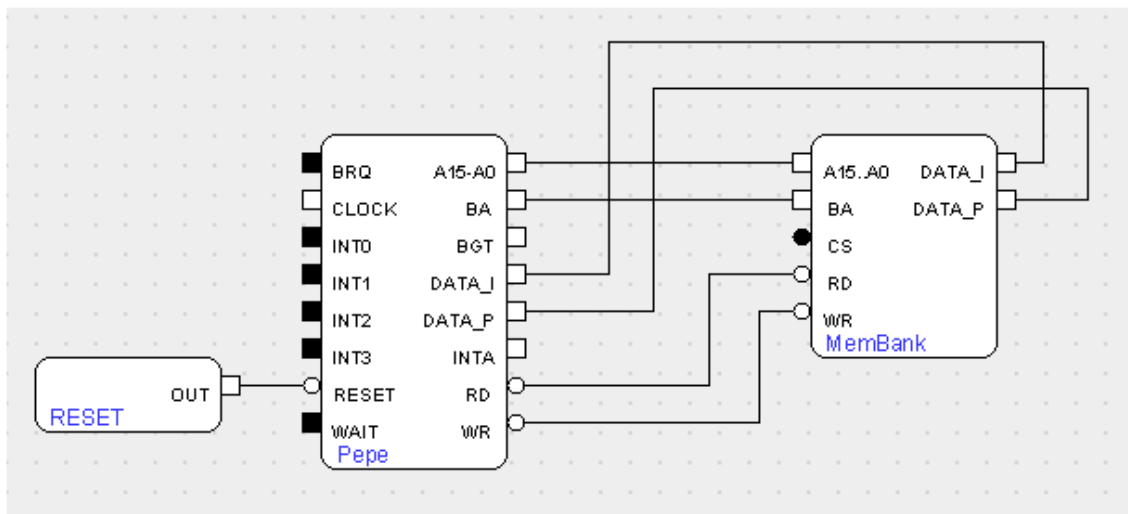 BRQ
A15-A0
CLOCK
BA
INT0
BGT
INT1
DATA_I
INT2
DATA_P
INT3
INTA
RESET
RD
WAIT
WR
Pepe
A15..A0
DATA_I
BA
DATA_P
CS
RD
WR
MemBank
OUT
RESET